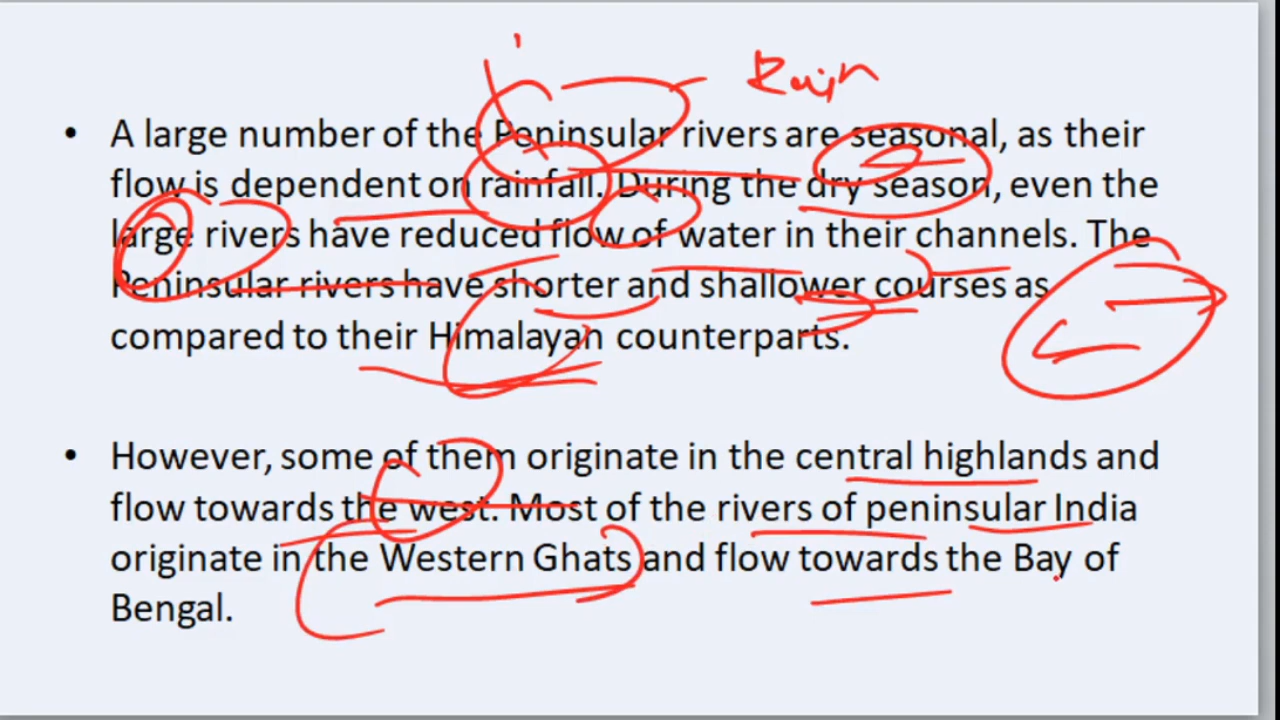 Rain
• A large number of the Peninsular rivers are seasonal, as their
flow is dependent on rainfall. During the dry season, even the
large rivers have reduced flow of water in their channels. The
Peninsular rivers have shorter and shallower courses as
compared to their Himalayan counterparts.
• However, some of them originate in the central highlands and
flow towards the west. Most of the rivers of peninsular India
originate in the Western Ghats and flow towards the Bay of
Bengal.